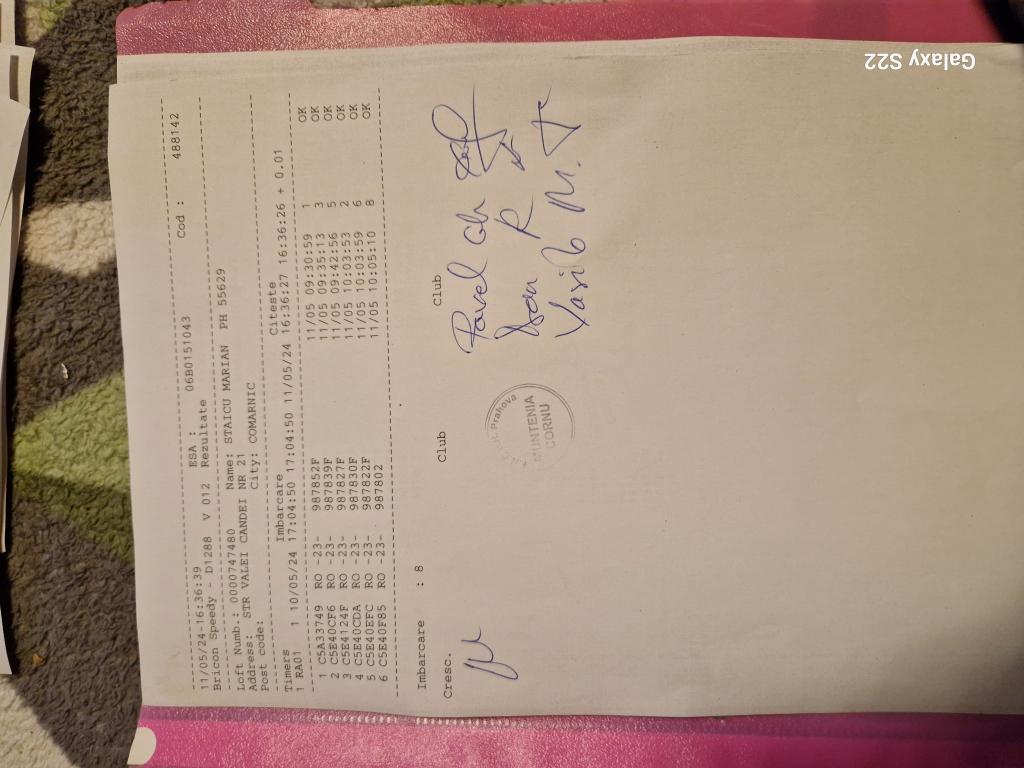 11/05/24-16:36:39 ESA : 06B0151043 Cod : 488142
Bricon Speedy - D1288 V 012 Rezultate
Loft Numb.: 0000747480 Name: STAICU MARIAN PH 55629
Address: STR VALEI CANDEI NR 21
Post code: City: COMARNIC
Imbarcare Citeste
Timers 1 10/05/24 17:04:50 17:04:50 11/05/24 16:36:27 16:36:26 + 0.01
1 RA01
1 C5A33749 RO -23- 987852F 11/05 09:30:59 1 OK
2 C5E40CF6 RO -23- 987839F 11/05 09:35:13 3 OK
3 C5E4124F RO -23- 987827F 11/05 09:42:56 5 OK
4 C5E40CDA RO -23- 987830F 11/05 10:03:53 2 OK
5 C5E40EFC RO -23- 987822F 11/05 10:03:59 6 OK
6 C5E40F85 RO -23- 987802 11/05 10:05:10 8 OK
Imbarcare : 8
Cresc. Club Club
Pavel Gh
R
Vasile M.
Prahova
MUNTENIA
CORNU
Galaxy S22